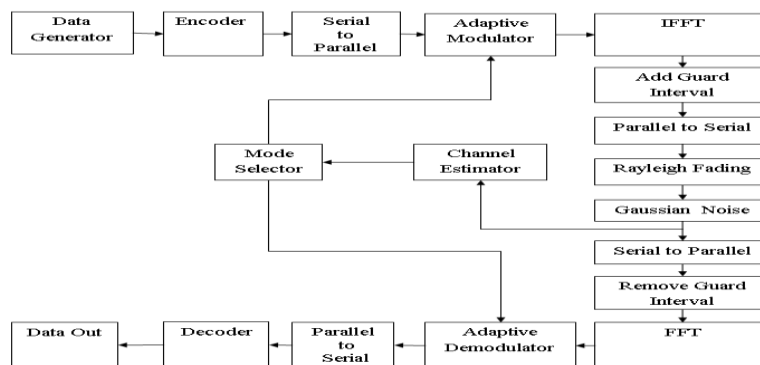 Data
Generator
Encoder
Serial
to
Parallel
Adaptive
Modulator
IFFT
Add Guard
Interval
Parallel to Serial
Mode
Selector
Channel
Estimator
Rayleigh Fading
Gaussian Noise
Serial to Parallel
Remove Guard
Interval
Data Out
Decoder
Parallel
to
Serial
Adaptive
Demodulator
FFT